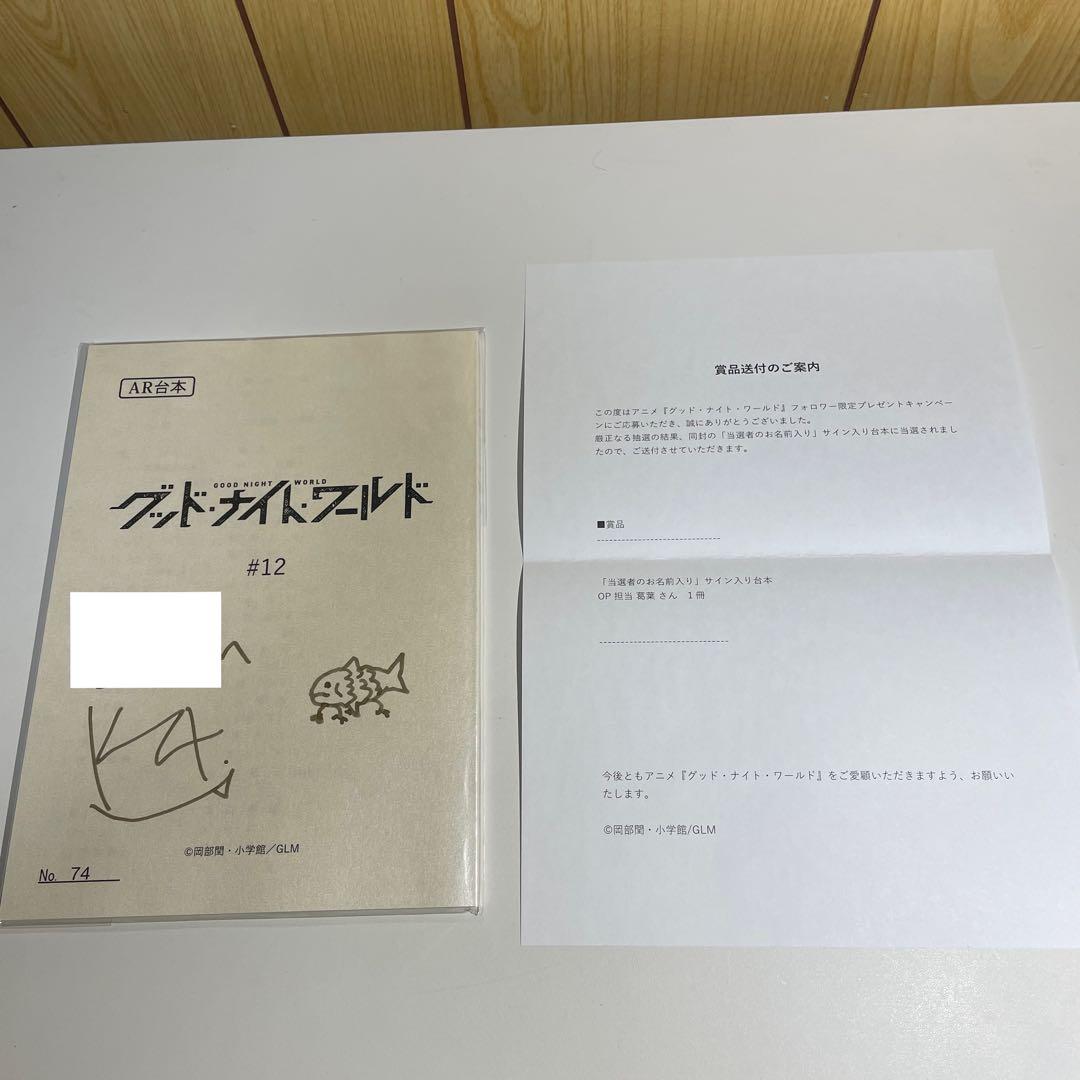 AR台本
GOOD NIGHT WORLD
グッド・ナイト・ワールド
#12
へ
©岡部閏・小学館／GLM
No. 74
賞品送付のご案内
この度はアニメ『グッド・ナイト・ワールド』フォロワー限定プレゼントキャンペー
ンにご応募いただき、誠にありがとうございました。
厳正なる抽選の結果、同封の「当選者のお名前入り」サイン入り台本に当選されまし
たので、ご送付させていただきます。
■賞品
------------------------------
「当選者のお名前入り」サイン入り台本
OP 担当 葛葉 さん 1冊
------------------------------
今後ともアニメ『グッド・ナイト・ワールド』をご愛顧いただきますよう、お願いい
たします。
©岡部閏・小学館/GLM